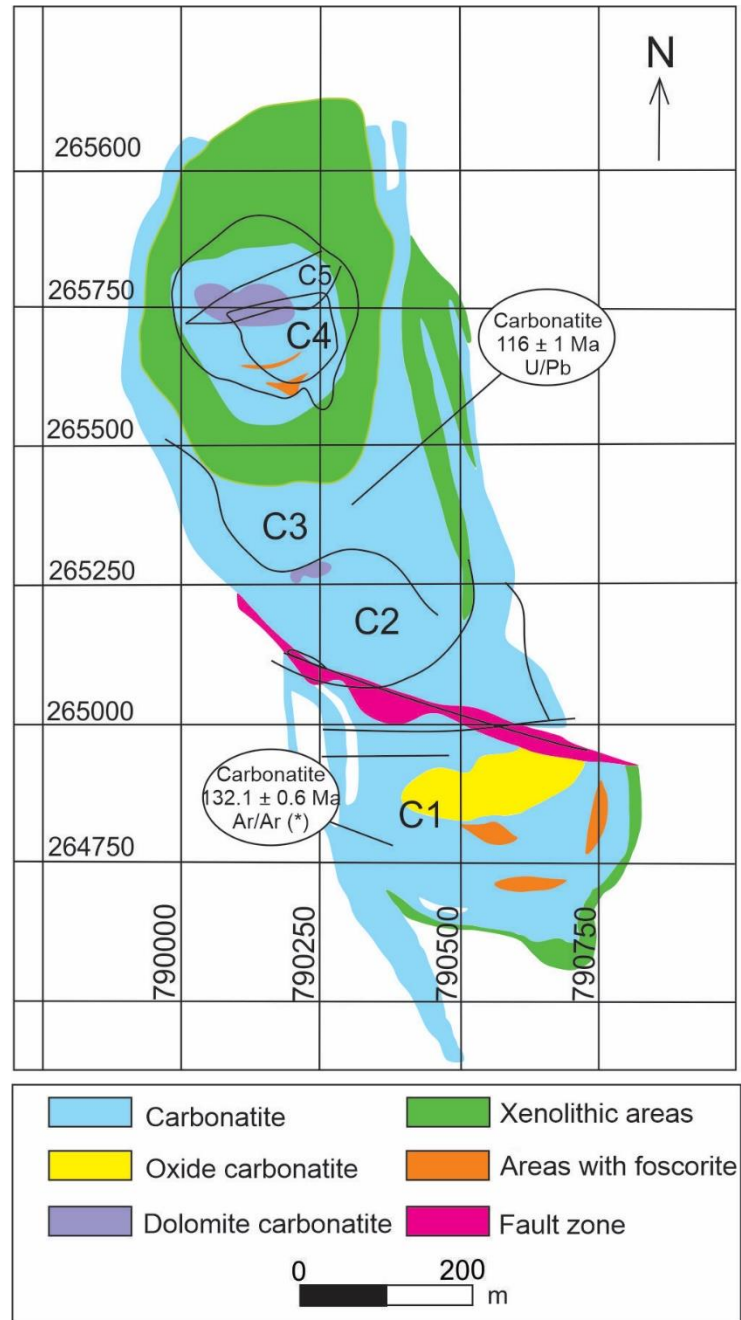 N
265600
C5
265750
C4
Carbonatite
116 ± 1 Ma
U/Pb
265500
C3
265250
C2
265000
Carbonatite
132.1 ± 0.6 Ma
Ar/Ar (*)
C1
264750
790000
790250
790500
790750
Carbonatite
Xenolithic areas
Oxide carbonatite
Areas with foscorite
Dolomite carbonatite
Fault zone
0
200
m